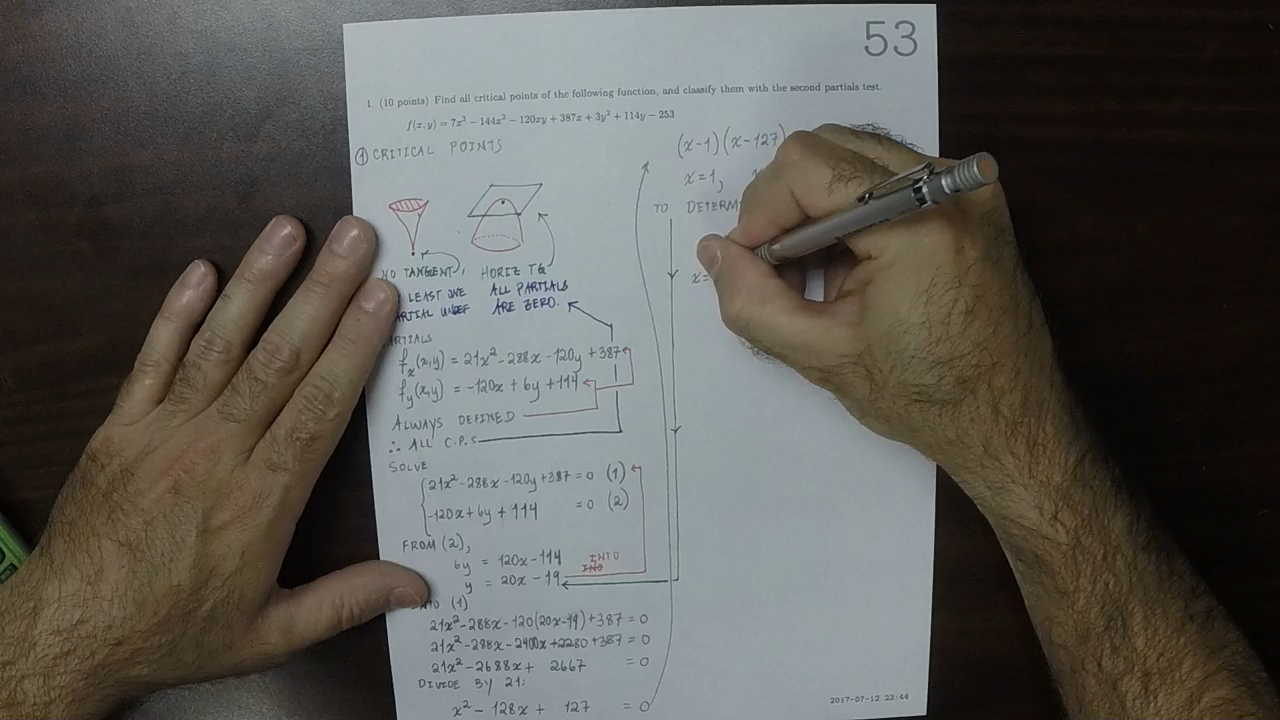 53
1. (10 points) Find all critical points of the following function, and classify them with the second partials test.
f(x, y) = 7x³ − 144x² − 120xy + 387x + 3y² + 114y − 253
① CRITICAL POINTS
NO TANGENT, HORIZ TG
LEAST ONE ALL PARTIALS
ARTIAL UNDEF ARE ZERO.
ARTIALS
fx(x,y) = 21x² - 288x - 120y + 387
fy(x,y) = -120x + 6y + 114
ALWAYS DEFINED
∴ ALL C.P.S
SOLVE
21x² - 288x - 120y + 387 = 0 (1)
-120x + 6y + 114 = 0 (2)
FROM (2),
6y = 120x - 114
INTO
y = 20x - 19
INTO (1)
21x² - 288x - 120(20x-19) + 387 = 0
21x² - 288x - 2400x + 2280 + 387 = 0
21x² - 2688x + 2667 = 0
DIVIDE BY 21:
x² - 128x + 127 = 0
(x-1)(x-127)
x=1,
TO DETERM
x=
2017-07-12 23:44